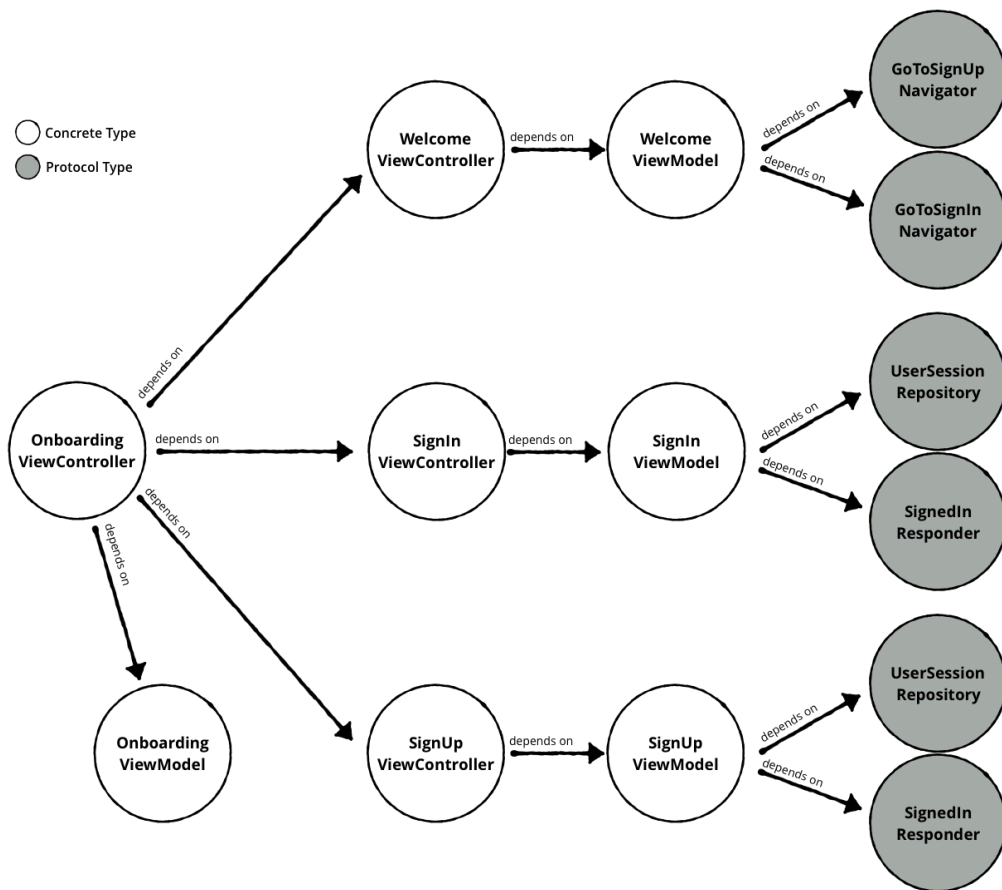 Concrete Type
Protocol Type
GoToSignUp
Navigator
GoToSignIn
Navigator
Welcome
ViewController
depends on
Welcome
ViewModel
depends on
depends on
depends on
Onboarding
ViewController
depends on
SignIn
ViewController
depends on
SignIn
ViewModel
depends on
depends on
UserSession
Repository
SignedIn
Responder
depends on
depends on
Onboarding
ViewModel
SignUp
ViewController
depends on
SignUp
ViewModel
depends on
depends on
UserSession
Repository
SignedIn
Responder